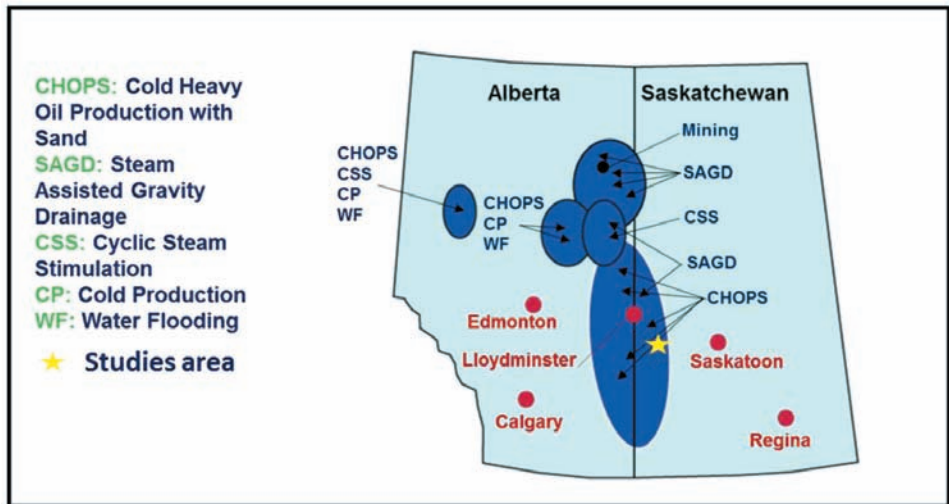 CHOPS: Cold Heavy
Oil Production with
Sand
SAGD: Steam
Assisted Gravity
Drainage
CSS: Cyclic Steam
Stimulation
CP: Cold Production
WF: Water Flooding
Studies area
Alberta
Saskatchewan
Mining
SAGD
CHOPS
CSS
CP
WF
CHOPS
CP
WF
CSS
SAGD
CHOPS
Edmonton
Lloydminster
Saskatoon
Calgary
Regina